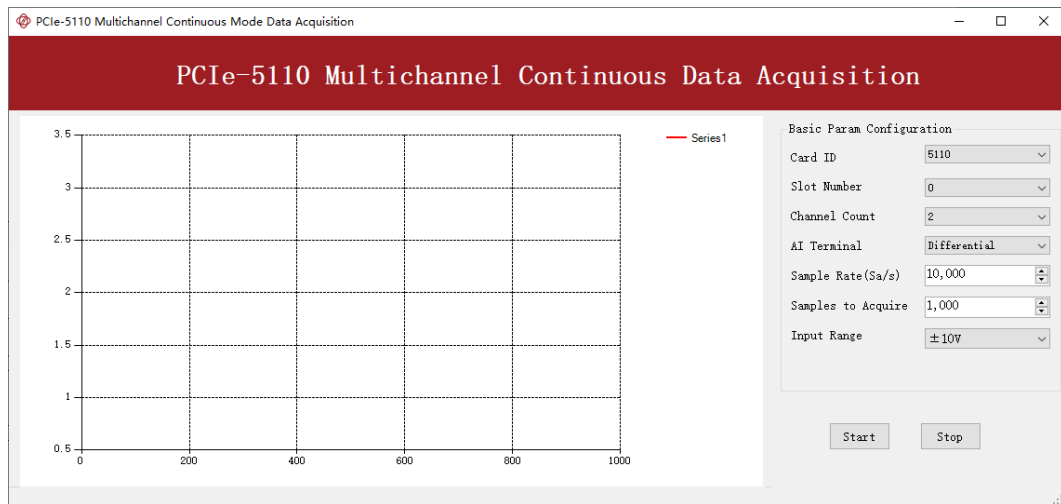 PCIe-5110 Multichannel Continuous Mode Data Acquisition
PCIe-5110 Multichannel Continuous Data Acquisition
3.5
3
2.5
2
1.5
1
0.5
0
200
400
600
800
1000
Series1
Basic Param Configuration
Card ID
5110
Slot Number
0
Channel Count
2
AI Terminal
Differential
Sample Rate(Sa/s)
10,000
Samples to Acquire
1,000
Input Range
±10V
Start
Stop